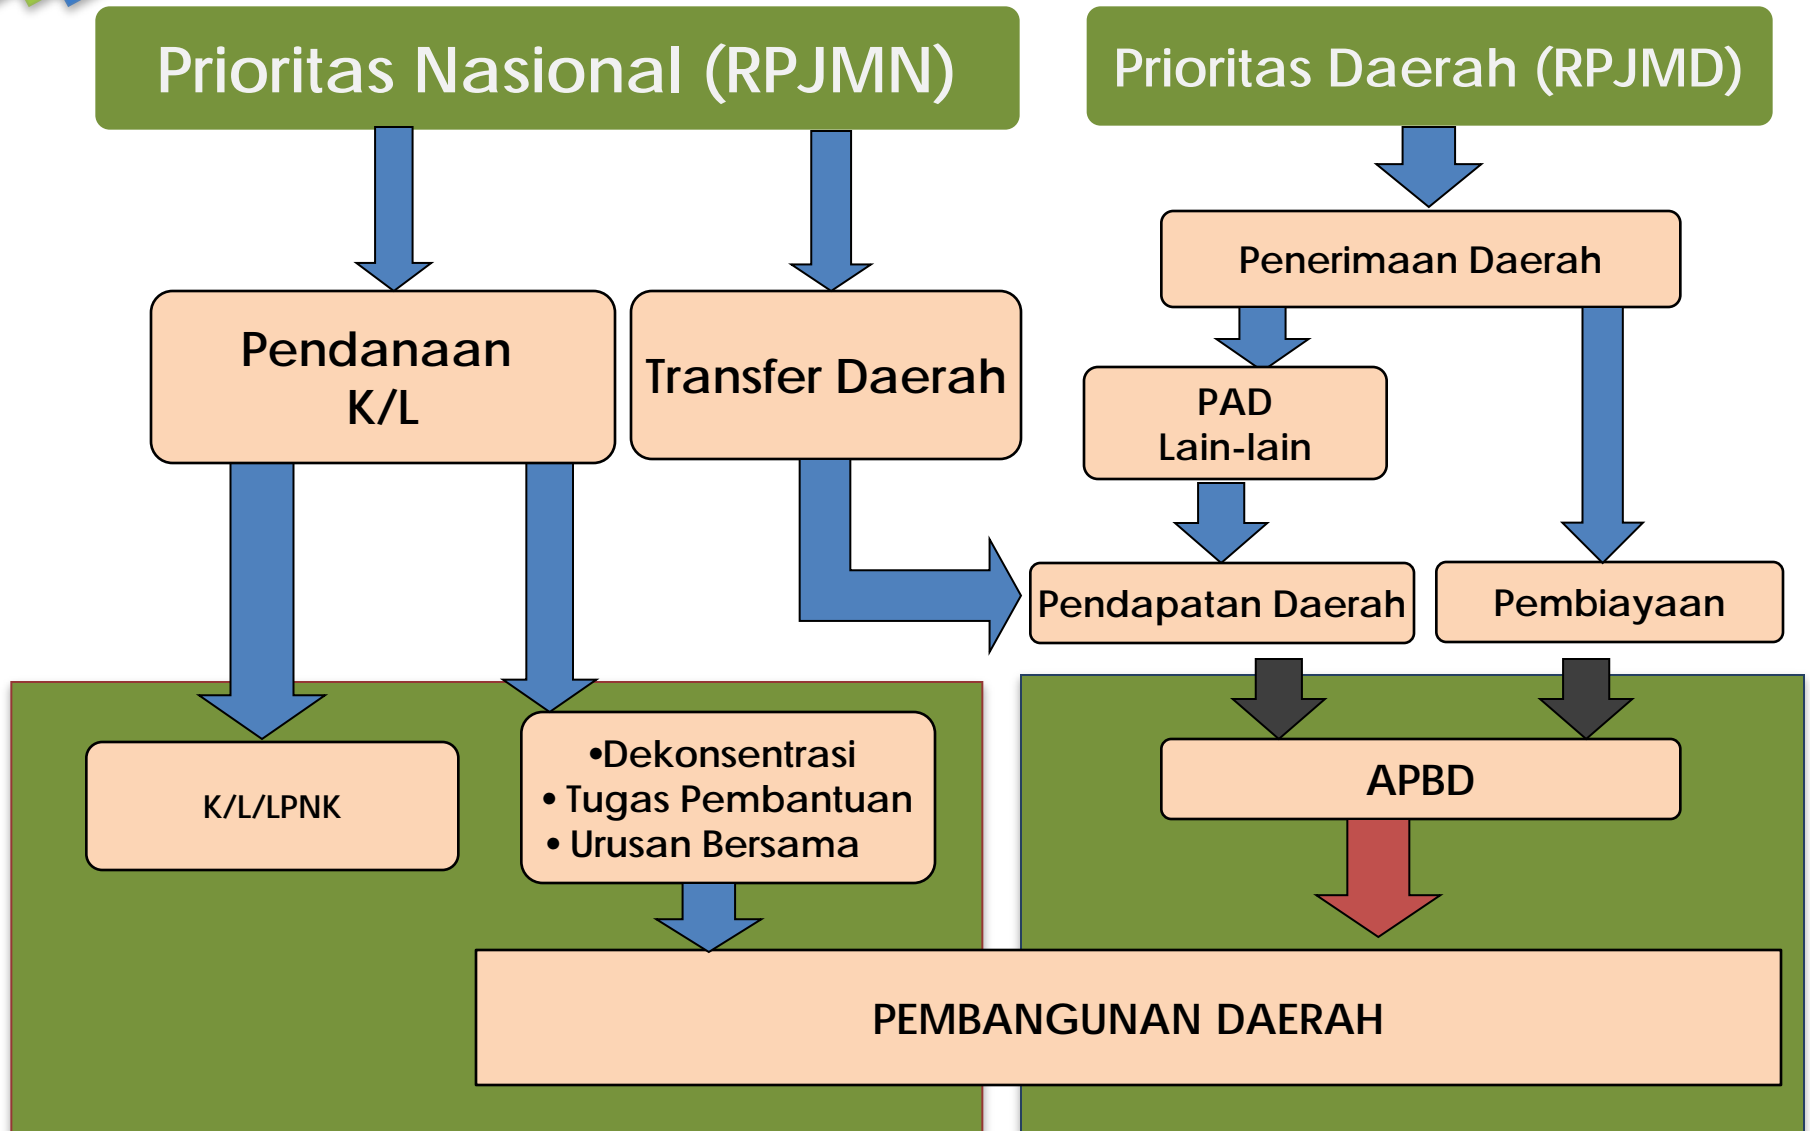 Prioritas Nasional (RPJMN)
Prioritas Daerah (RPJMD)
Penerimaan Daerah
Pendanaan
K/L
Transfer Daerah
PAD
Lain-lain
Pendapatan Daerah
Pembiayaan
K/L/LPNK
•Dekonsentrasi
• Tugas Pembantuan
• Urusan Bersama
APBD
PEMBANGUNAN DAERAH